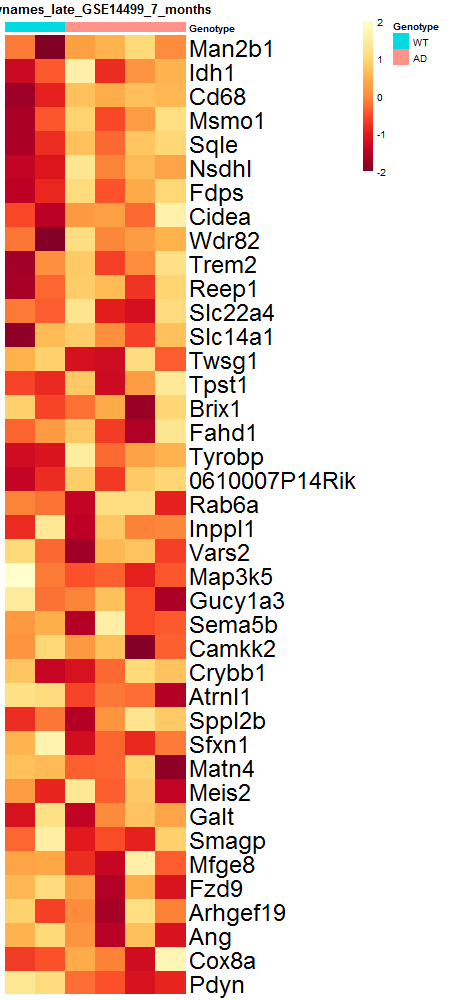 ynames_late_GSE14499_7_months
Genotype
Man2b1
Idh1
Cd68
Msmo1
Sqle
Nsdhl
Fdps
Cidea
Wdr82
Trem2
Reep1
Slc22a4
Slc14a1
Twsg1
Tpst1
Brix1
Fahd1
Tyrobp
0610007P14Rik
Rab6a
Inppl1
Vars2
Map3k5
Gucy1a3
Sema5b
Camkk2
Crybb1
Atrnl1
Sppl2b
Sfxn1
Matn4
Meis2
Galt
Smagp
Mfge8
Fzd9
Arhgef19
Ang
Cox8a
Pdyn
2
1
0
-1
-2
Genotype
WT
AD